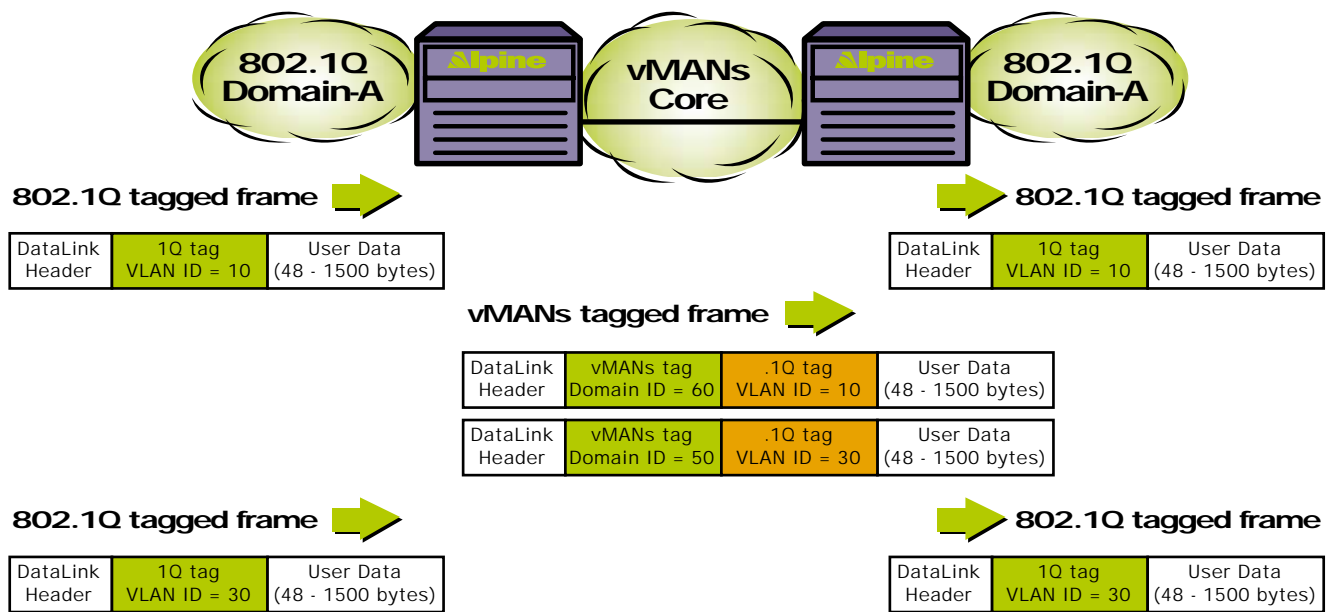 802.1Q
Domain-A
Alpine
vMANs
Core
Alpine
802.1Q
Domain-A
802.1Q tagged frame
802.1Q tagged frame
DataLink
Header
1Q tag
VLAN ID = 10
User Data
(48 - 1500 bytes)
DataLink
Header
1Q tag
VLAN ID = 10
User Data
(48 - 1500 bytes)
vMANs tagged frame
DataLink
Header
vMANs tag
Domain ID = 60
.1Q tag
VLAN ID = 10
User Data
(48 - 1500 bytes)
DataLink
Header
vMANs tag
Domain ID = 50
.1Q tag
VLAN ID = 30
User Data
(48 - 1500 bytes)
802.1Q tagged frame
802.1Q tagged frame
DataLink
Header
1Q tag
VLAN ID = 30
User Data
(48 - 1500 bytes)
DataLink
Header
1Q tag
VLAN ID = 30
User Data
(48 - 1500 bytes)